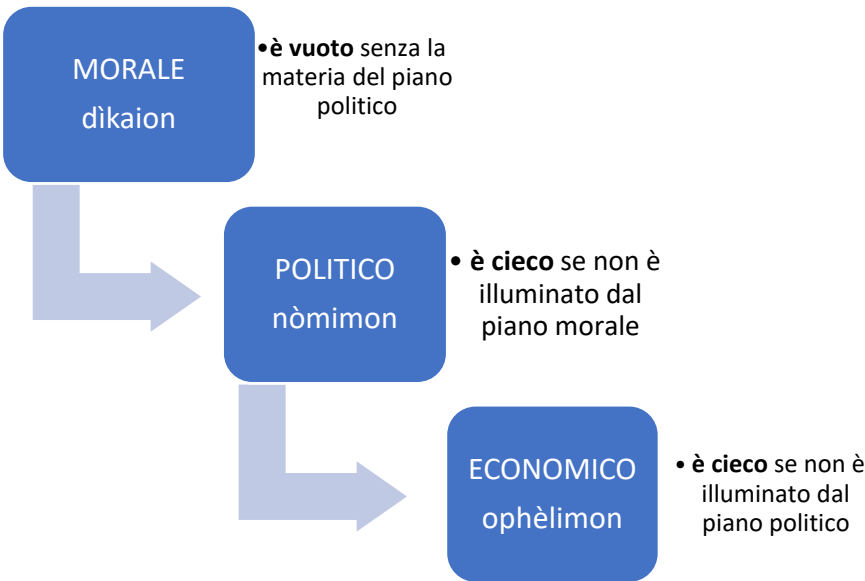 MORALE
dìkaion
•è vuoto senza la
materia del piano
politico
POLITICO
nòmimon
• è cieco se non è
illuminato dal
piano morale
ECONOMICO
ophèlimon
• è cieco se non è
illuminato dal
piano politico